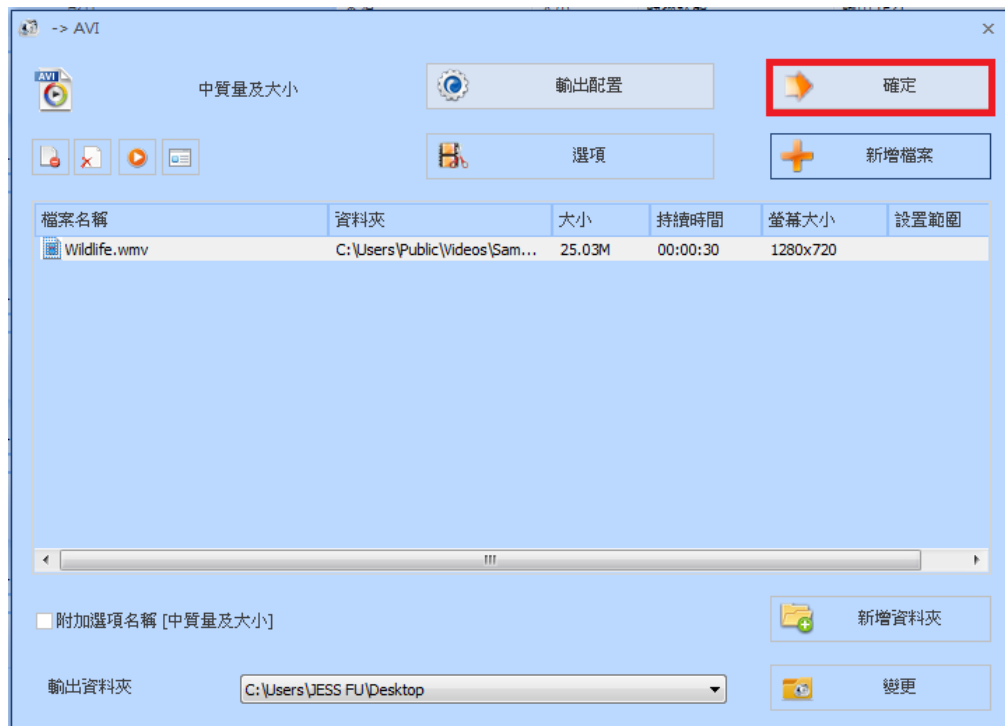 -> AVI
AVI
中質量及大小
輸出配置
確定
選項
新增檔案
檔案名稱 資料夾 大小 持續時間 螢幕大小 設置範圍
Wildlife.wmv C:\Users\Public\Videos\Sam... 25.03M 00:00:30 1280x720
附加選項名稱 [中質量及大小]
新增資料夾
輸出資料夾 C:\Users\JESS FU\Desktop 變更